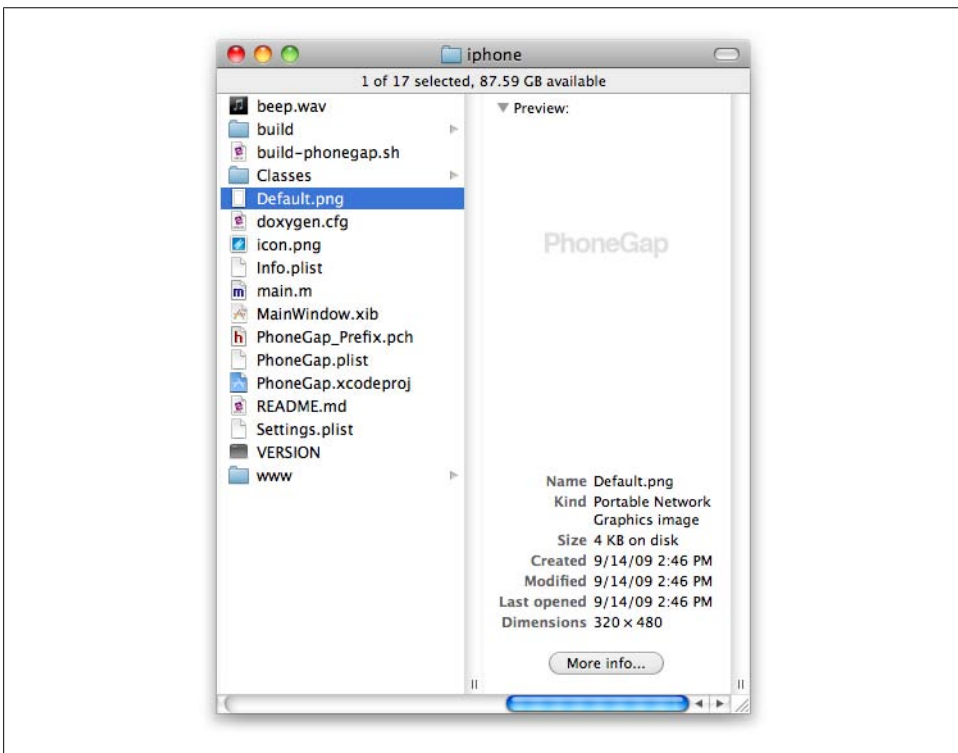 iphone
1 of 17 selected, 87.59 GB available
beep.wav
build
build-phonegap.sh
Classes
Default.png
doxygen.cfg
icon.png
Info.plist
main.m
MainWindow.xib
PhoneGap_Prefix.pch
PhoneGap.plist
PhoneGap.xcodeproj
README.md
Settings.plist
VERSION
www
Preview:
PhoneGap
Name Default.png
Kind Portable Network
Graphics image
Size 4 KB on disk
Created 9/14/09 2:46 PM
Modified 9/14/09 2:46 PM
Last opened 9/14/09 2:46 PM
Dimensions 320 × 480
More info...